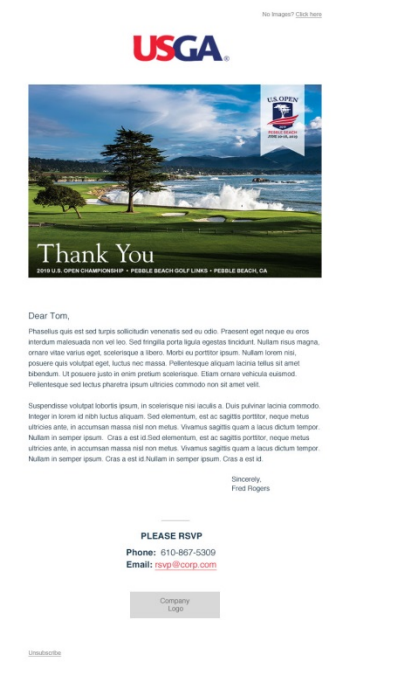 No Images? Click here
USGA®
U.S. OPEN
PEBBLE BEACH
JUNE 10-16, 2019
Thank You
2019 U.S. OPEN CHAMPIONSHIP • PEBBLE BEACH GOLF LINKS • PEBBLE BEACH, CA
Dear Tom,
Phasellus quis est sed turpis sollicitudin venenatis sed eu odio. Praesent eget neque eu eros
interdum malesuada non vel leo. Sed fringilla porta ligula egestas tincidunt. Nullam risus magna,
ornare vitae varius eget, scelerisque a libero. Morbi eu porttitor ipsum. Nullam lorem nisi,
posuere quis volutpat eget, luctus nec massa. Pellentesque aliquam lacinia tellus sit amet
bibendum. Ut posuere justo in enim pretium scelerisque. Etiam ornare vehicula euismod.
Pellentesque sed lectus pharetra ipsum ultricies commodo non sit amet velit.
Suspendisse volutpat lobortis ipsum, in scelerisque nisi iaculis a. Duis pulvinar lacinia commodo.
Integer in lorem id nibh luctus aliquam. Sed elementum, est ac sagittis porttitor, neque metus
ultricies ante, in accumsan massa nisl non metus. Vivamus sagittis quam a lacus dictum tempor.
Nullam in semper ipsum. Cras a est id.Sed elementum, est ac sagittis porttitor, neque metus
ultricies ante, in accumsan massa nisl non metus. Vivamus sagittis quam a lacus dictum tempor.
Nullam in semper ipsum. Cras a est id.Nullam in semper ipsum. Cras a est id.
Sincerely,
Fred Rogers
PLEASE RSVP
Phone: 610-867-5309
Email: rsvp@corp.com
Company
Logo
Unsubscribe